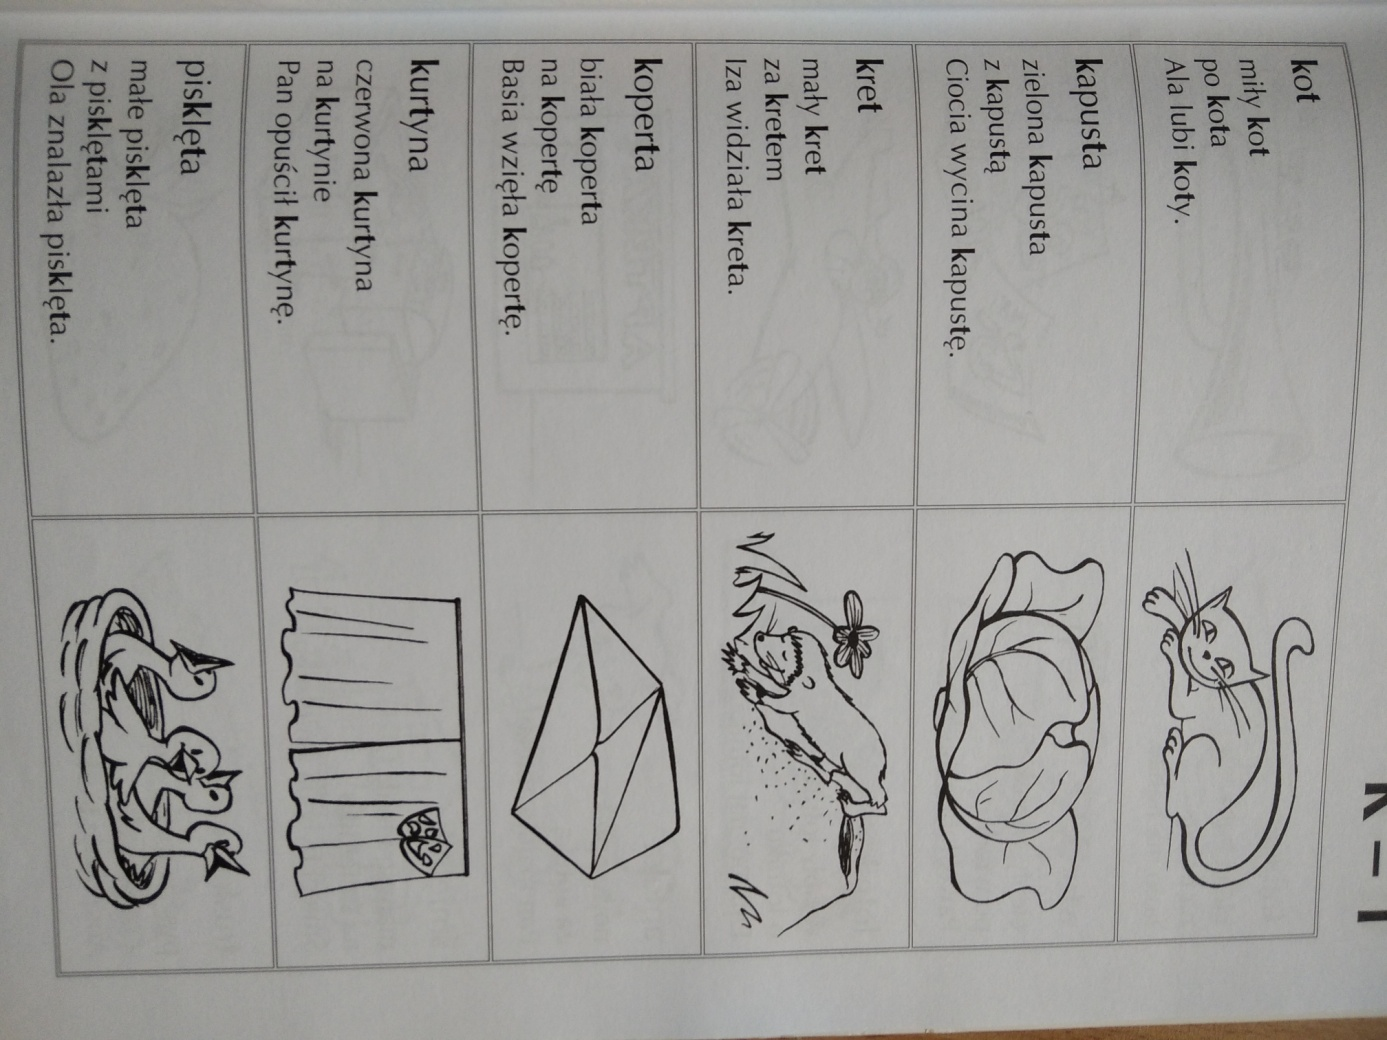 K – T
kot
miły kot
po kota
Ala lubi koty.
kapusta
zielona kapusta
z kapustą
Ciocia wycina kapustę.
kret
mały kret
za kretem
Iza widziała kreta.
koperta
biała koperta
na kopertę
Basia wzięła kopertę.
kurtyna
czerwona kurtyna
na kurtynie
Pan opuścił kurtynę.
pisklęta
małe pisklęta
z pisklętami
Ola znalazła pisklęta.